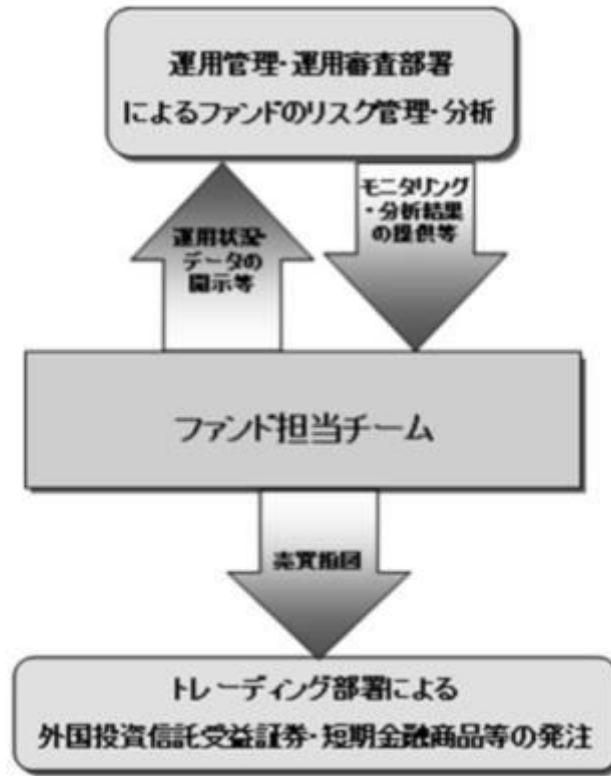 運用管理・運用審査部署
によるファンドのリスク管理・分析
運用状況・
データの
開示等
モニタリング
・分析結果
の提供等
ファンド担当チーム
売買指図
トレーディング部署による
外国投資信託受益証券・短期金融商品等の発注